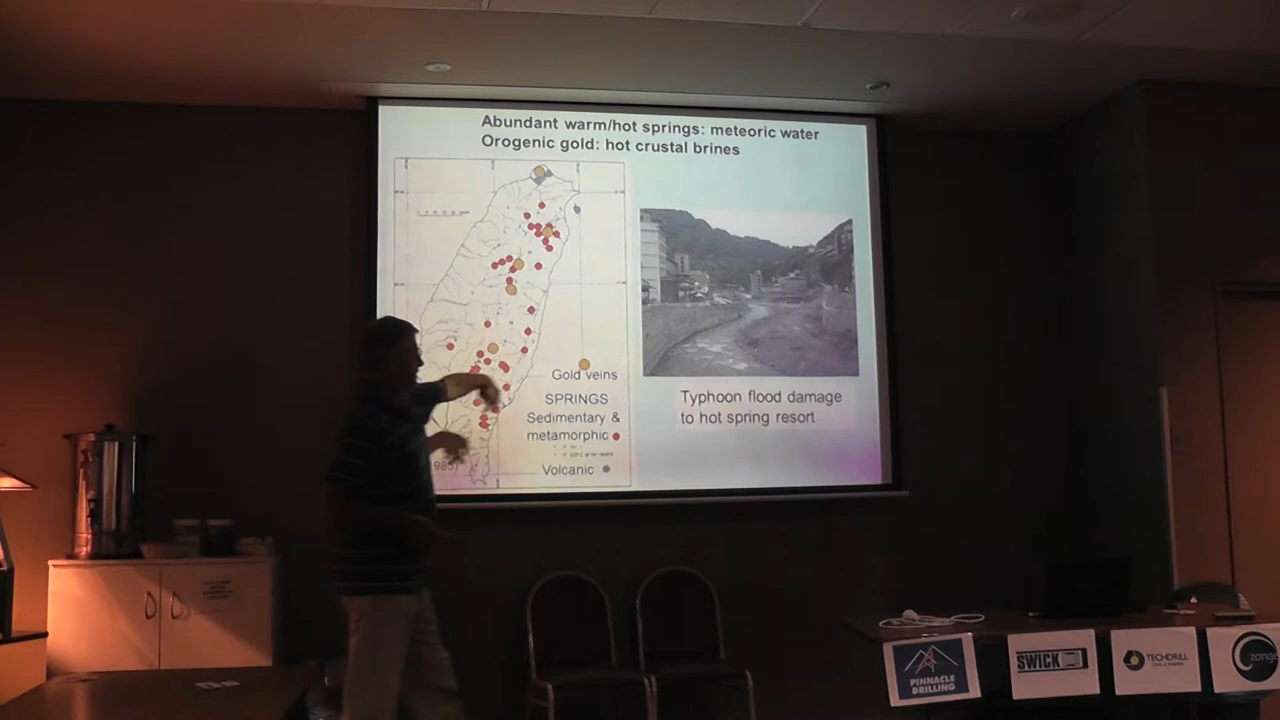 Abundant warm/hot springs: meteoric water
Orogenic gold: hot crustal brines
Gold veins
SPRINGS
Sedimentary &
metamorphic
Volcanic
Typhoon flood damage
to hot spring resort
PINNACLE
DRILLING
SWICK
TECHDRILL
zonge